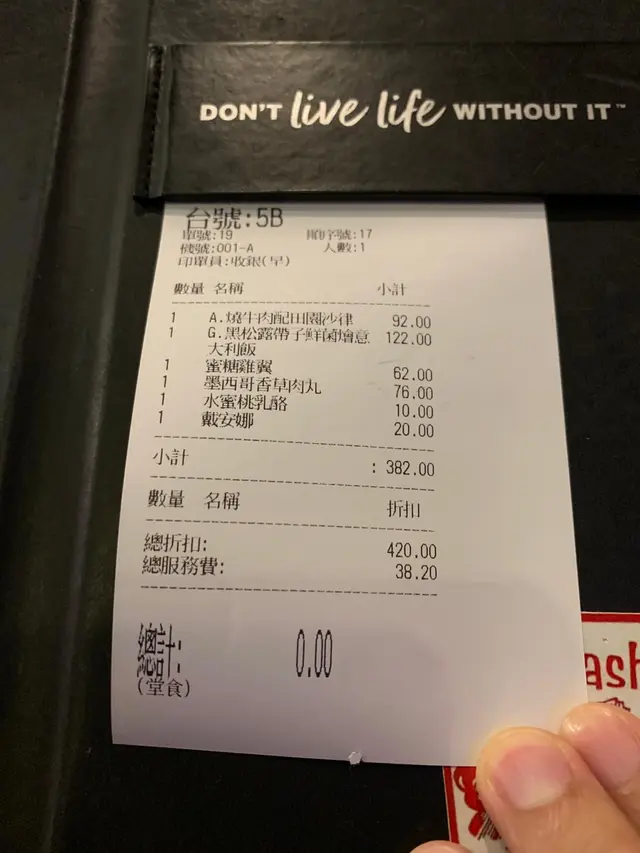 DON'T live life WITHOUT IT™
台號:5B
單號:19 順序號:17
機號:001-A 人數:1
印單員:收銀(早)
數量 名稱 小計
1 A.燒牛肉配田園沙律 92.00
1 G.黑松露帶子鮮菌燴意 122.00
大利飯
1 蜜糖雞翼 62.00
1 墨西哥香草肉丸 76.00
1 水蜜桃乳酪 10.00
1 戴安娜 20.00
小計 : 382.00
數量 名稱 折扣
總折扣: 420.00
總服務費: 38.20
總計: 0.00
(堂食)
ash